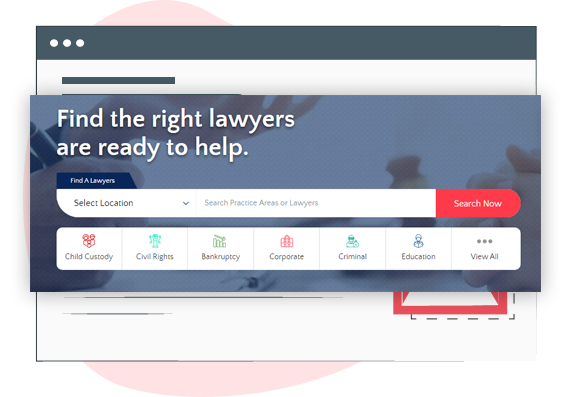 Find the right lawyers
are ready to help.
Find A Lawyers
Select Location
Search Practice Areas or Lawyers
Search Now
Child Custody
Civil Rights
Bankruptcy
Corporate
Criminal
Education
View All